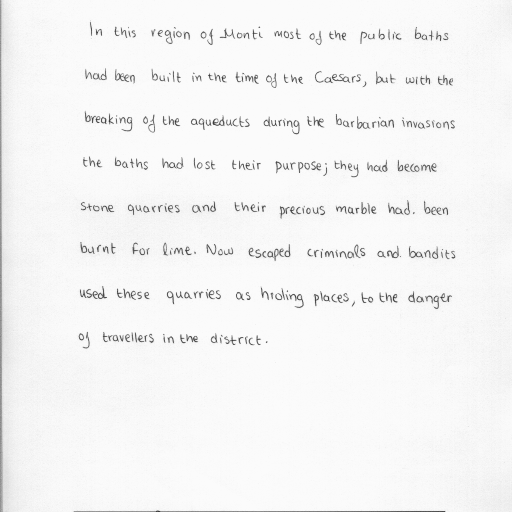 In this region of Monti most of the public baths
had been built in the time of the Caesars, but with the
breaking of the aqueducts during the barbarian invasions
the baths had lost their purpose; they had become
stone quarries and their precious marble had. been
burnt for lime. Now escaped criminals and. bandits
used these quarries as hiding places, to the danger
of travellers in the district.